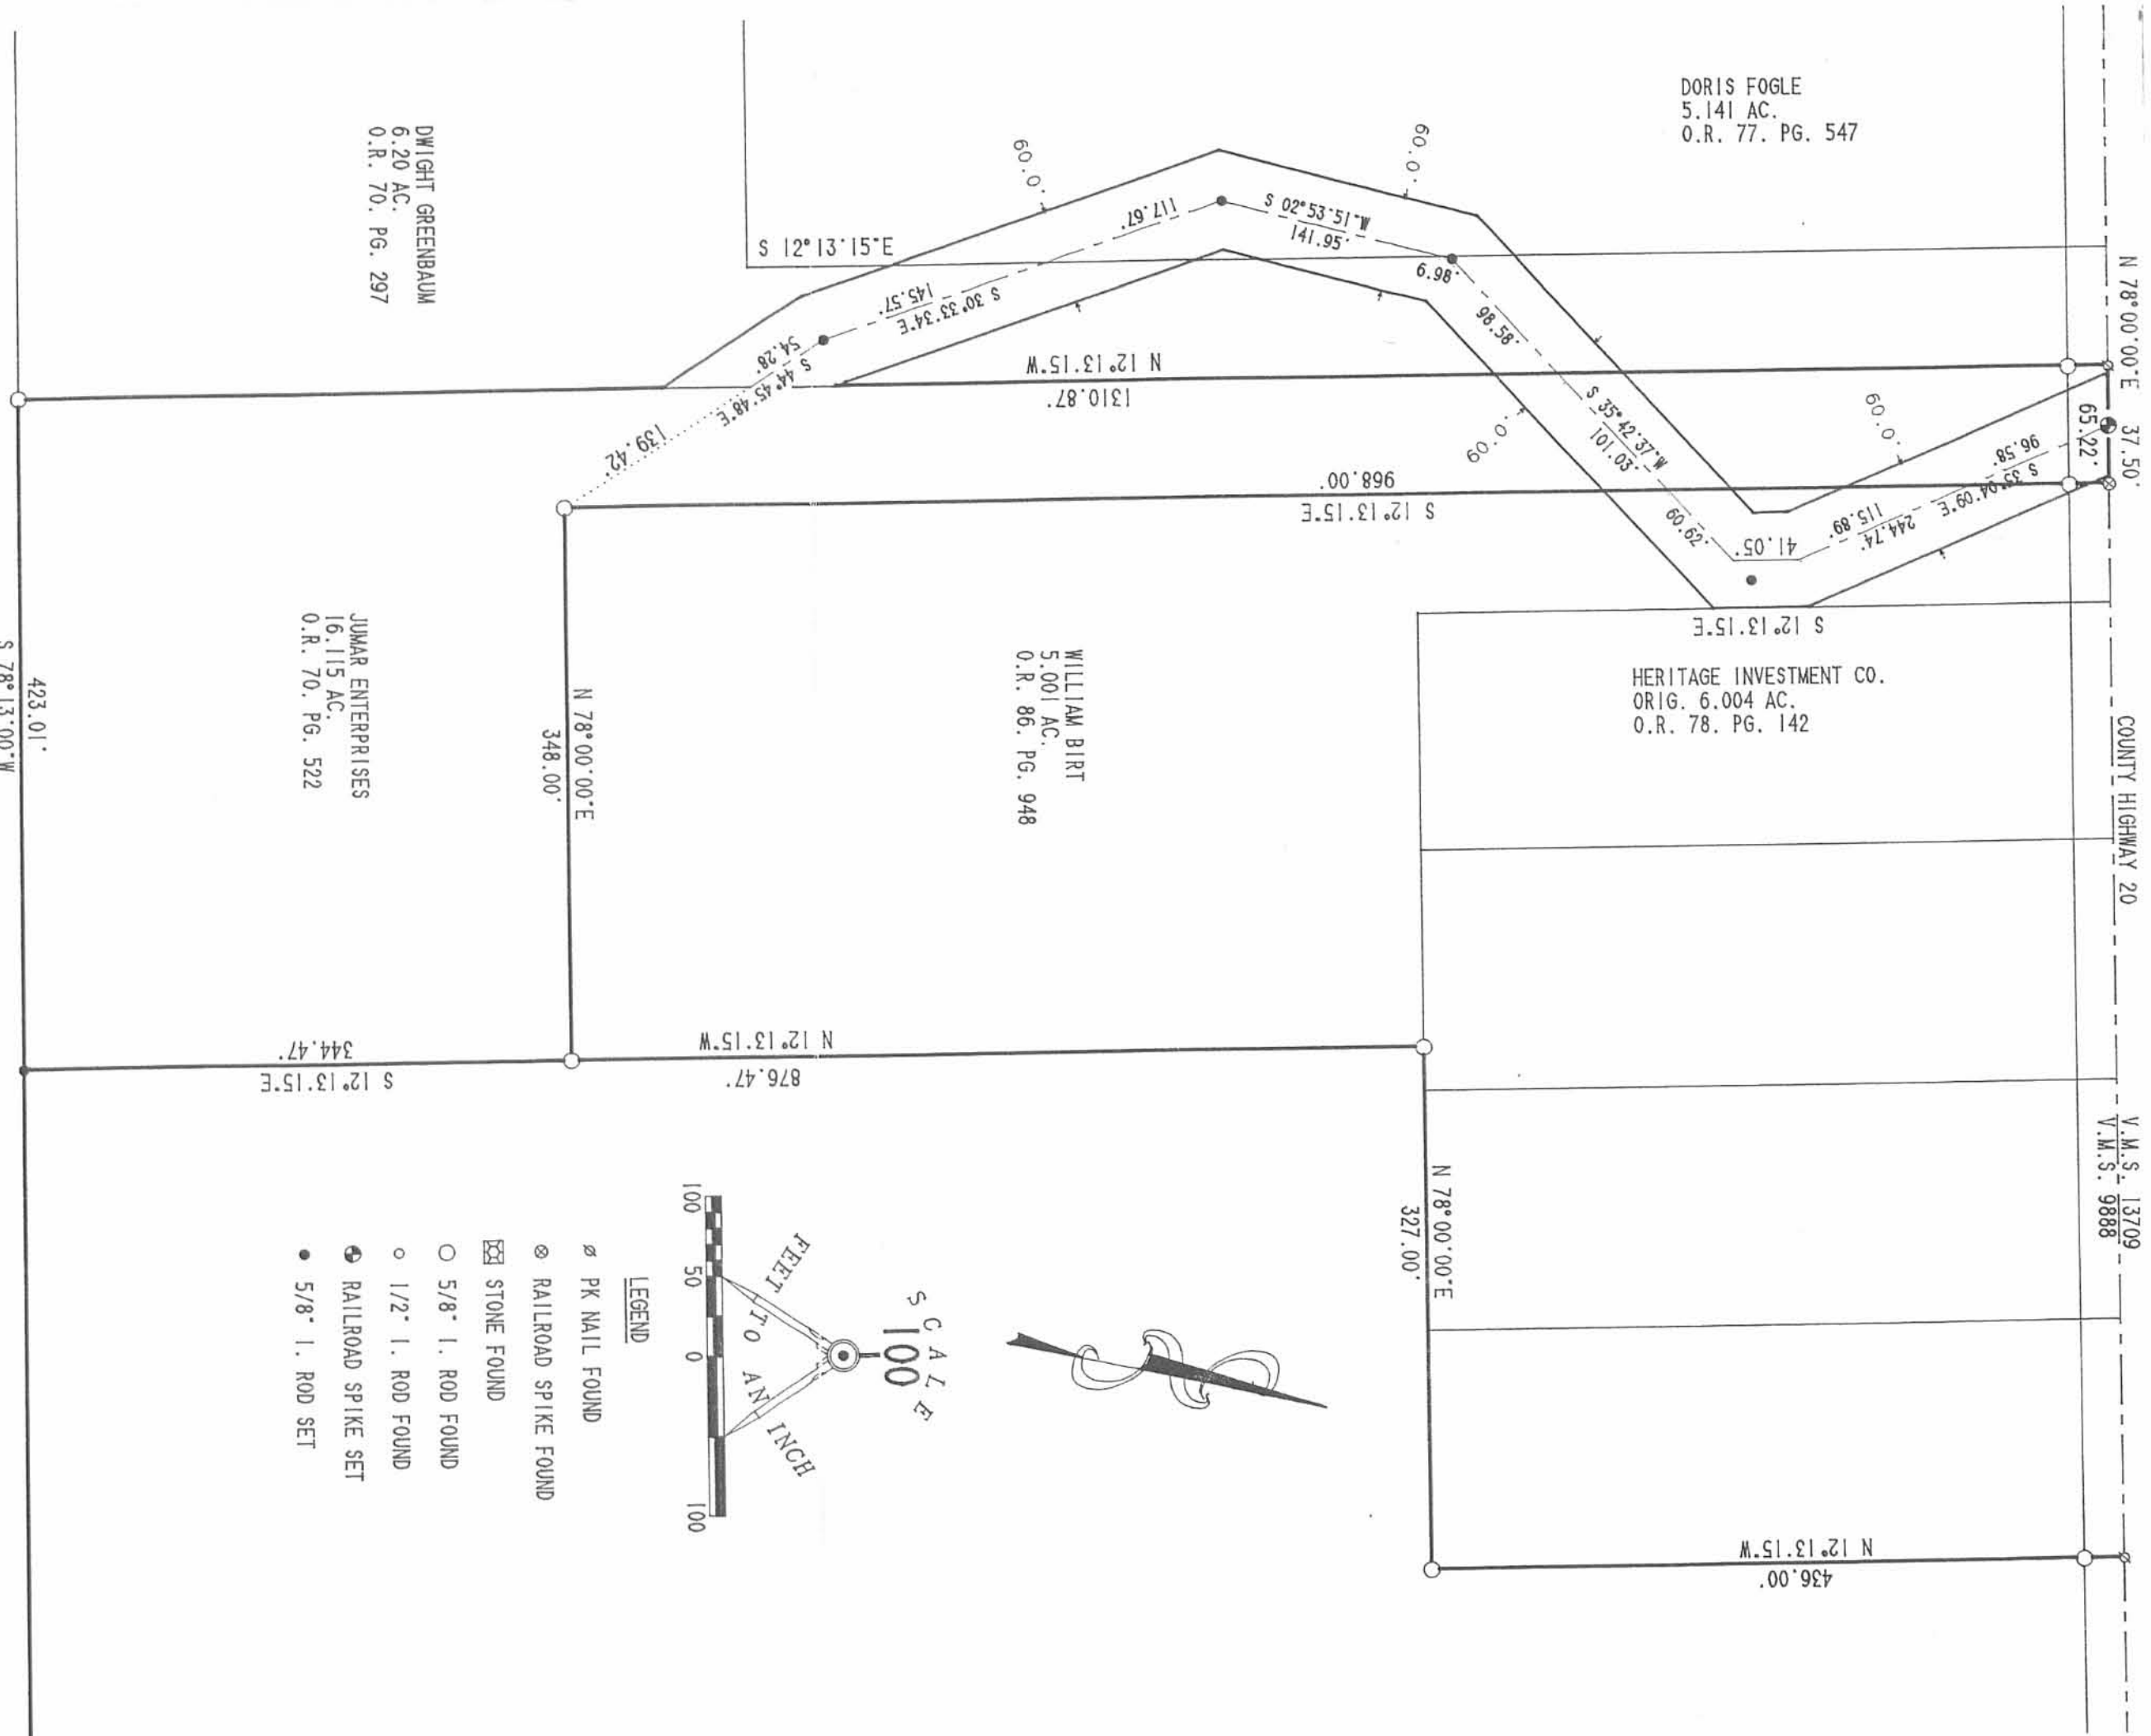 DORIS FOGLE
5.141 AC.
O.R. 77. PG. 547
N 78°00'00"E
37.50'
65.22'
COUNTY HIGHWAY 20
V.M.S. 13709
V.M.S. 9888
60.0'
60.0'
60.0'
60.0'
S 33°04'09"E
96.58'
115.89'
244.74'
41.05'
60.62'
S 35°42'37"W
101.03'
98.58'
6.98'
S 02°53'51"W
141.95'
117.67'
S 30°33'34"E
145.57'
54.28'
S 44°45'48"E
139.42'
S 12°13'15"E
N 12°13'15"W
1310.87'
968.00'
S 12°13'15"E
S 12°13'15"E
HERITAGE INVESTMENT CO.
ORIG. 6.004 AC.
O.R. 78. PG. 142
DWIGHT GREENBAUM
6.20 AC.
O.R. 70. PG. 297
WILLIAM BIRT
5.001 AC.
O.R. 86. PG. 948
JUMAR ENTERPRISES
16.115 AC.
O.R. 70. PG. 522
N 78°00'00"E
348.00'
423.01'
S 78°13'00"W
344.47'
S 12°13'15"E
N 12°13'15"W
876.47'
N 78°00'00"E
327.00'
N 12°13'15"W
436.00'
SCALE
100
FEET TO AN INCH
100 50 0 100
LEGEND
PK NAIL FOUND
RAILROAD SPIKE FOUND
STONE FOUND
5/8" I. ROD FOUND
1/2" I. ROD FOUND
RAILROAD SPIKE SET
5/8" I. ROD SET